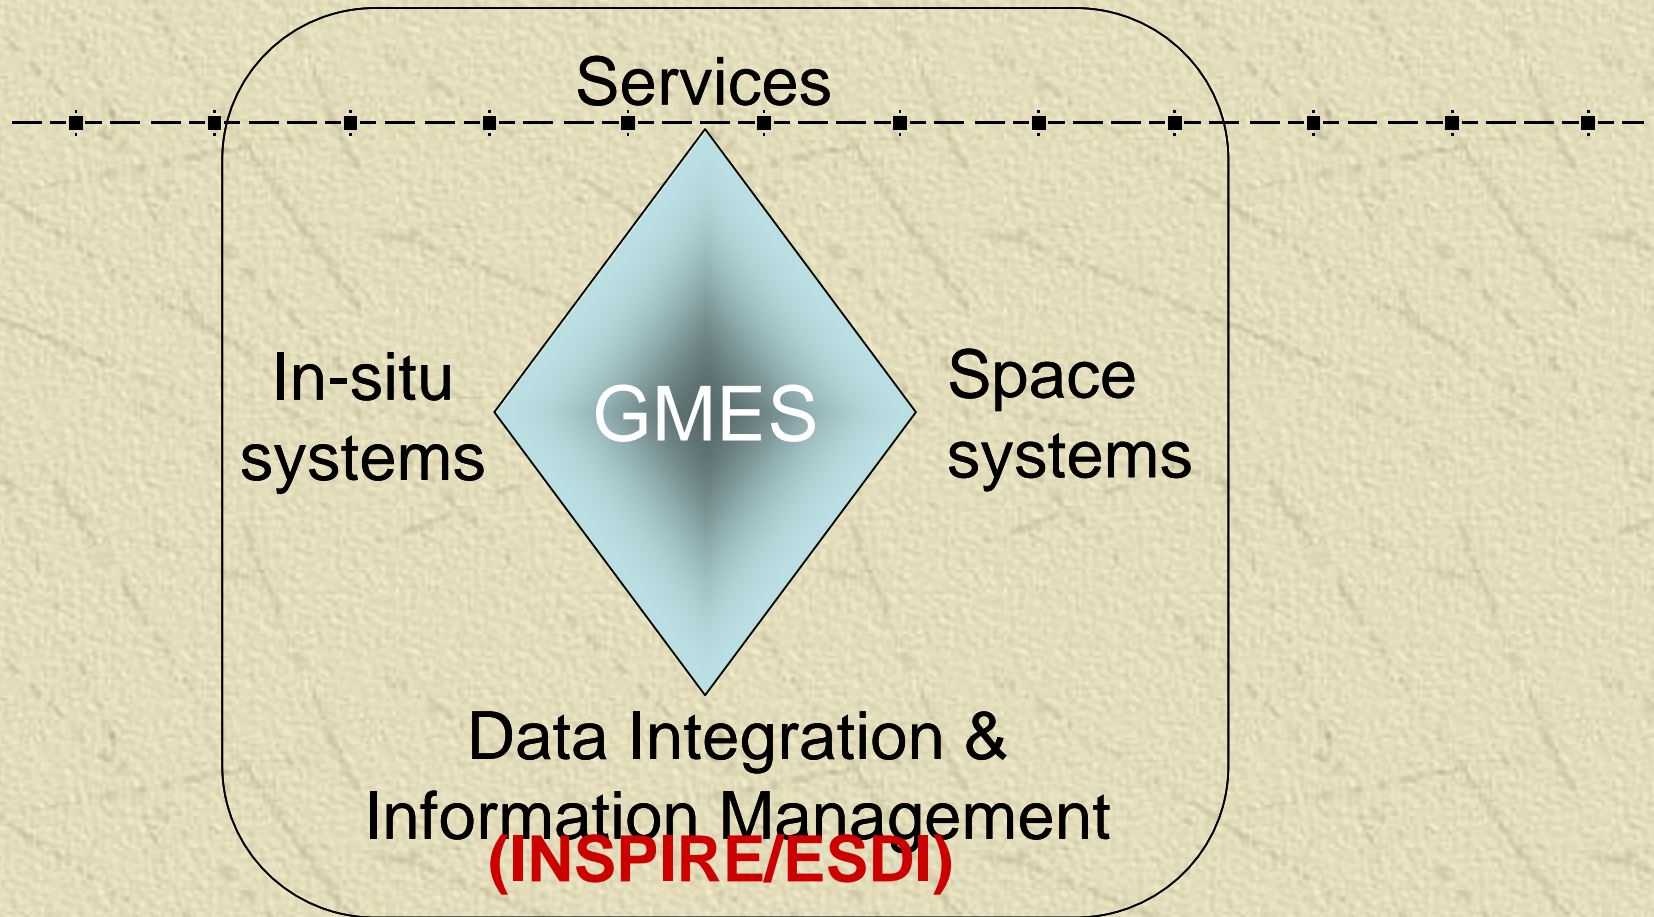 Services
In-situ
systems
GMES
Space
systems
Data Integration &
Information Management
(INSPIRE/ESDI)